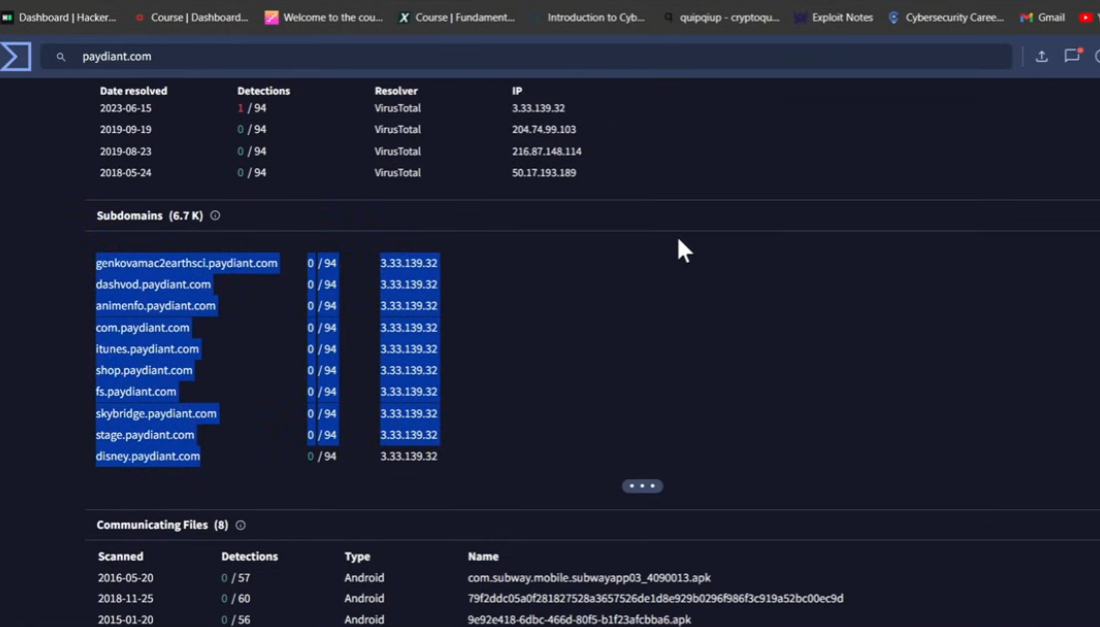 Dashboard | Hacker... Course | Dashboard... Welcome to the cou... Course | Fundament... Introduction to Cyb... quipqiup - cryptoqu... Exploit Notes Cybersecurity Caree... Gmail
paydiant.com
Date resolved Detections Resolver IP
2023-06-15 1 / 94 VirusTotal 3.33.139.32
2019-09-19 0 / 94 VirusTotal 204.74.99.103
2019-08-23 0 / 94 VirusTotal 216.87.148.114
2018-05-24 0 / 94 VirusTotal 50.17.193.189
Subdomains (6.7 K)
genkovamac2earthsci.paydiant.com 0 / 94 3.33.139.32
dashvod.paydiant.com 0 / 94 3.33.139.32
animenfo.paydiant.com 0 / 94 3.33.139.32
com.paydiant.com 0 / 94 3.33.139.32
itunes.paydiant.com 0 / 94 3.33.139.32
shop.paydiant.com 0 / 94 3.33.139.32
fs.paydiant.com 0 / 94 3.33.139.32
skybridge.paydiant.com 0 / 94 3.33.139.32
stage.paydiant.com 0 / 94 3.33.139.32
disney.paydiant.com 0 / 94 3.33.139.32
Communicating Files (8)
Scanned Detections Type Name
2016-05-20 0 / 57 Android com.subway.mobile.subwayapp03_4090013.apk
2018-11-25 0 / 60 Android 79f2ddc05a0f281827528a3657526de1d8e929b0296f986f3c919a52bc00ec9d
2015-01-20 0 / 56 Android 9e92e418-6dbc-466d-80f5-b1f23afcbba6.apk